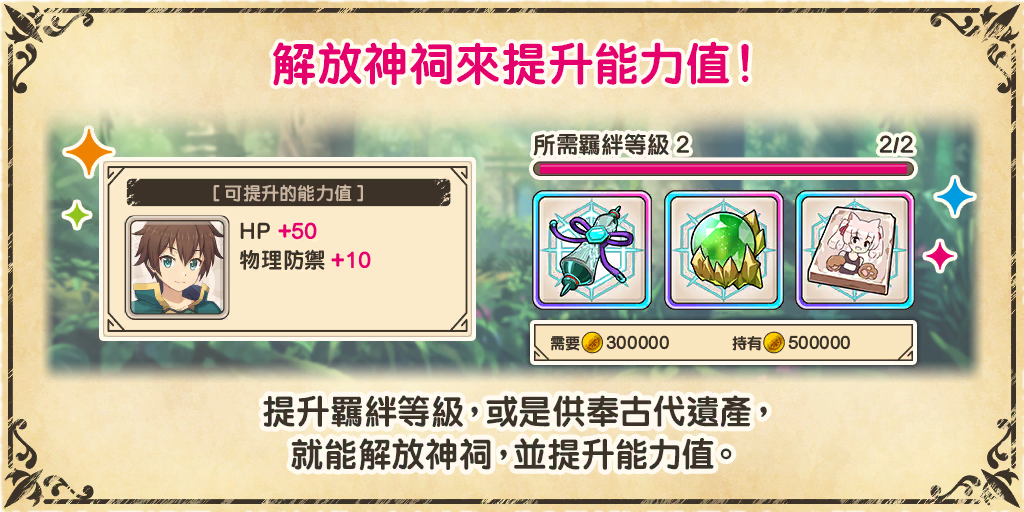 解放神祠來提升能力值!
所需羈絆等級 2 2/2
[ 可提升的能力值 ]
HP +50
物理防禦 +10
需要 300000 持有 500000
提升羈絆等級，或是供奉古代遺產，
就能解放神祠，並提升能力值。